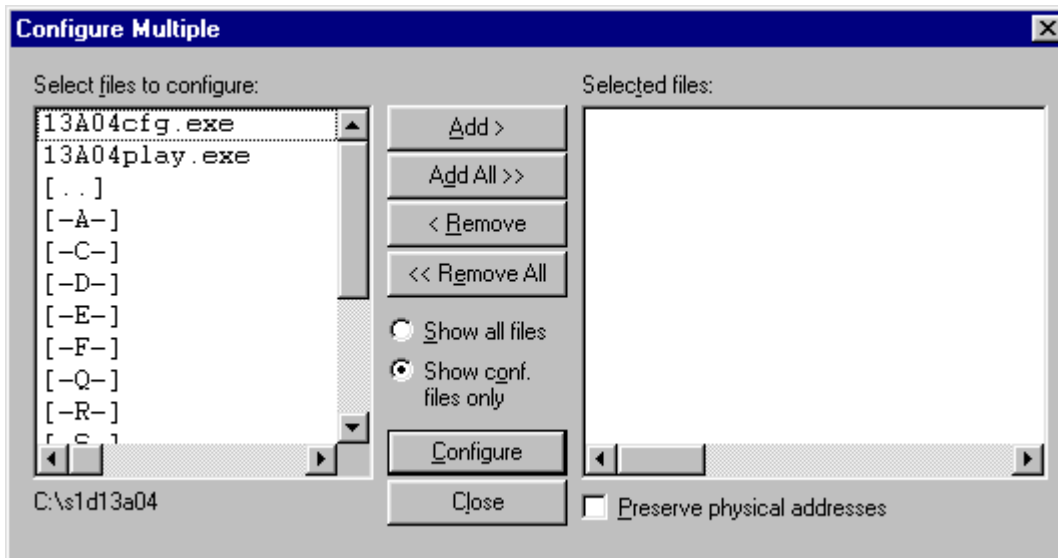 Configure Multiple
Select files to configure:
13A04cfg.exe
13A04play.exe
[..]
[-A-]
[-C-]
[-D-]
[-E-]
[-F-]
[-Q-]
[-R-]
[-S-]
C:\s1d13a04
Add >
Add All >>
< Remove
<< Remove All
Show all files
Show conf.
files only
Configure
Close
Selected files:
Preserve physical addresses